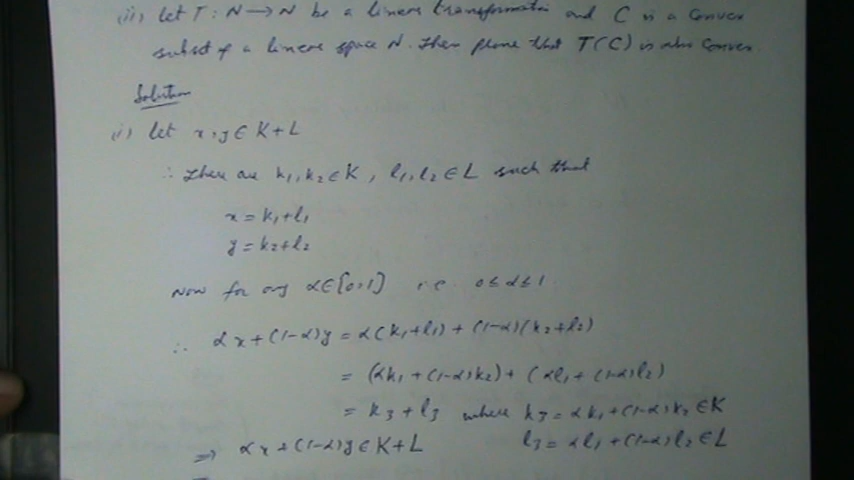 (ii) let T : N → N be a linear transformation and C is a convex
subset of a linear space N. Then prove that T(C) is also convex.
Solution
(i) let x, y ∈ K+L
∴ there are k₁, k₂ ∈ K, l₁, l₂ ∈ L such that
x = k₁+l₁
y = k₂+l₂
Now for any α ∈ [0,1] i.e. 0 ≤ α ≤ 1
∴ αx+(1-α)y = α(k₁+l₁) + (1-α)(k₂+l₂)
= (αk₁ + (1-α)k₂) + (αl₁ + (1-α)l₂)
= k₃ + l₃ where k₃ = αk₁+(1-α)k₂ ∈ K
⇒ αx+(1-α)y ∈ K+L l₃ = αl₁+(1-α)l₂ ∈ L